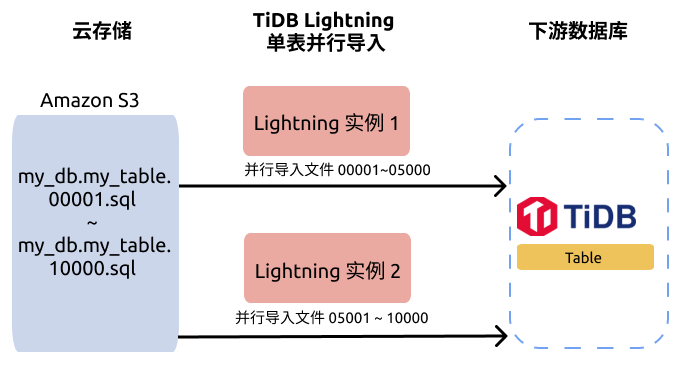 云存储
TiDB Lightning
单表并行导入
下游数据库
Amazon S3
my_db.my_table.
00001.sql
~
my_db.my_table.
10000.sql
Lightning 实例 1
并行导入文件 00001~05000
Lightning 实例 2
并行导入文件 05001 ~ 10000
TiDB
Table